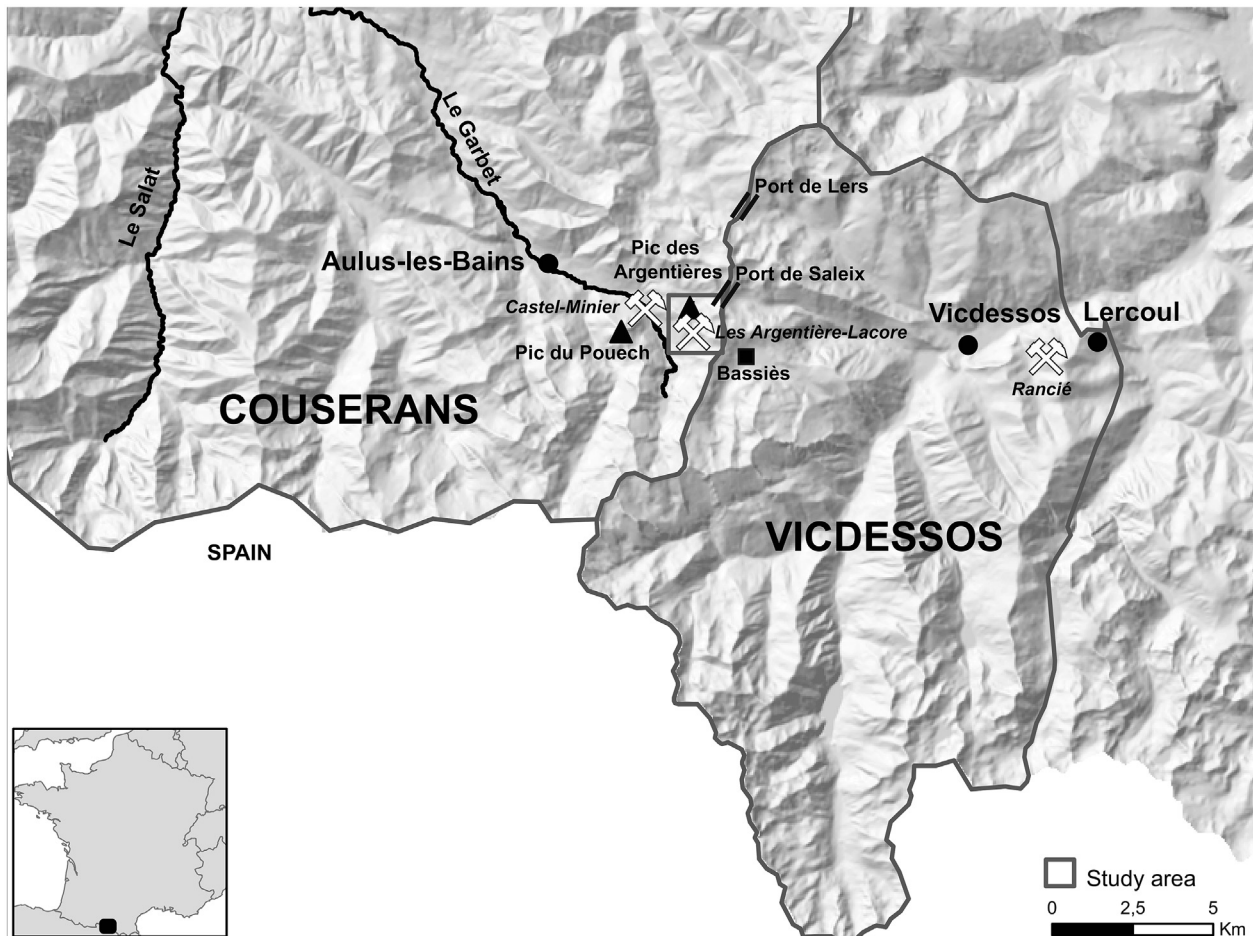 Le Salat
Le Garbet
Port de Lers
Pic des
Argentières
Aulus-les-Bains
Port de Saleix
Castel-Minier
Vicdessos
Lercoul
Les Argentière-Lacore
Pic du Pouech
Bassiès
Rancié
COUSERANS
VICDESSOS
SPAIN
Study area
0 2,5 5
Km